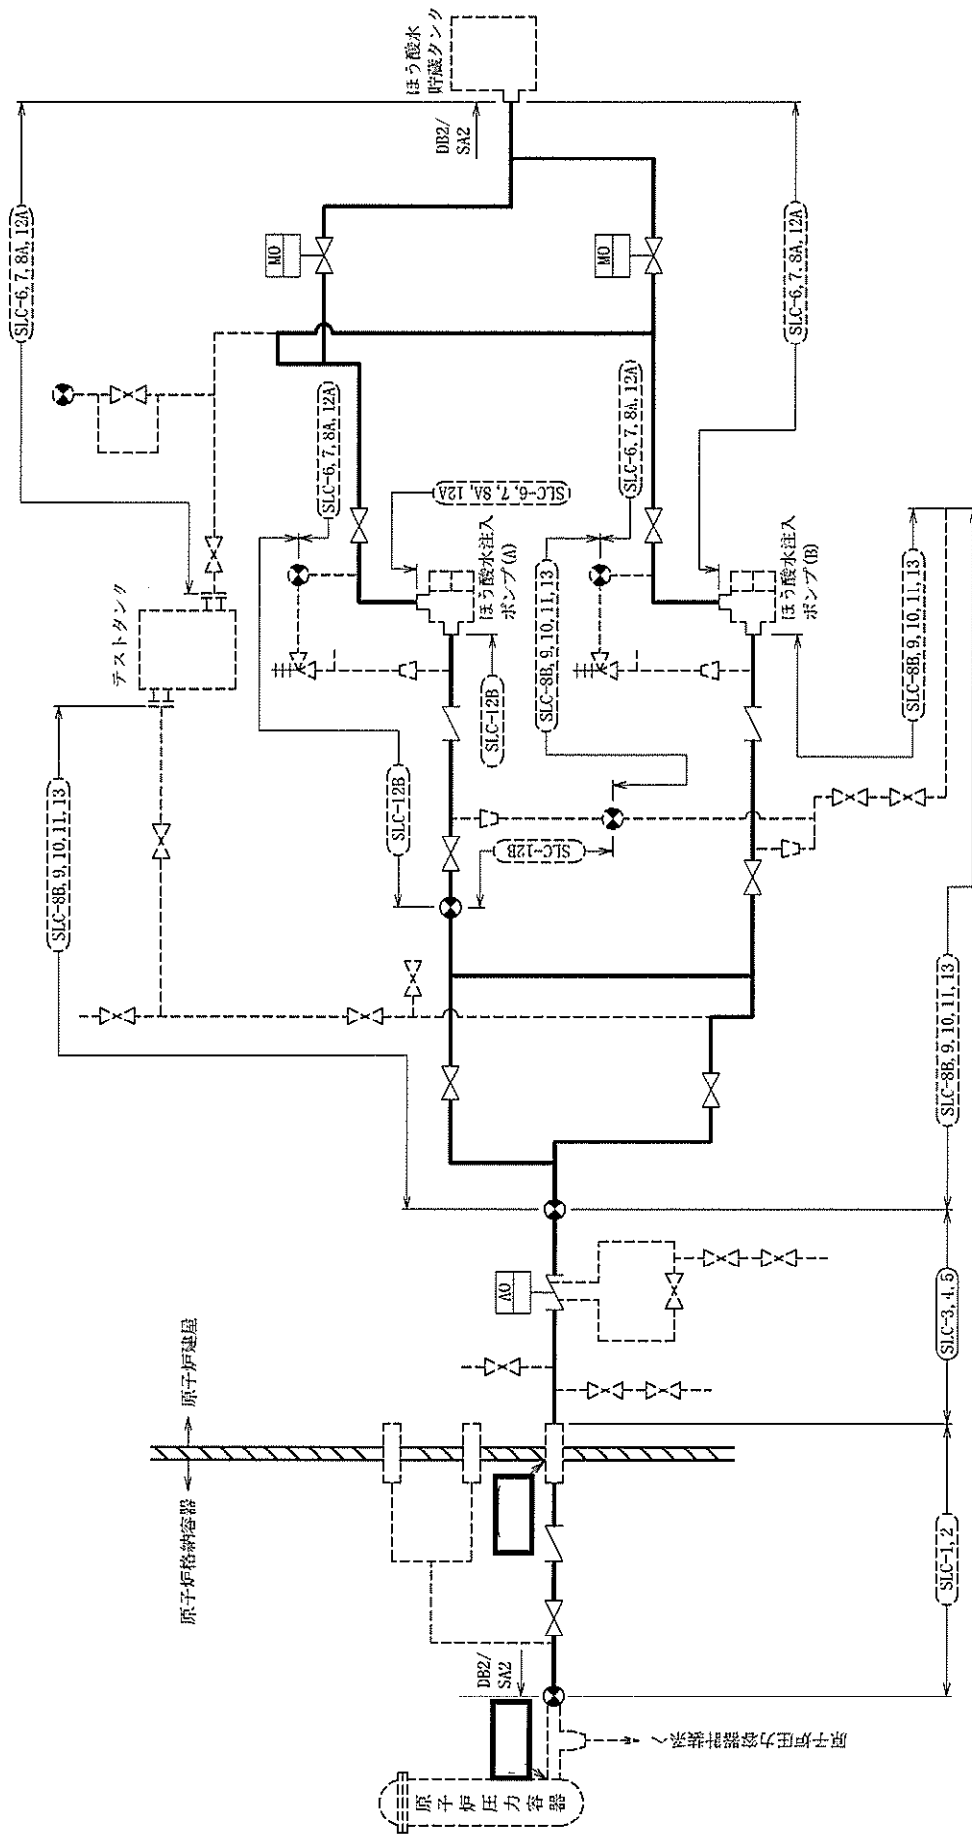 ほう酸水
貯蔵タンク
DB2/
SA2
SLC-6, 7, 8A, 12A
SLC-6, 7, 8A, 12A
MO
MO
SLC-6, 7, 8A, 12A
SLC-6, 7, 8A, 12A
SLC-6, 7, 8A, 12A
テストタンク
ほう酸水注入
ポンプ(A)
ほう酸水注入
ポンプ(B)
SLC-8B, 9, 10, 11, 13
SLC-12B
SLC-12B
SLC-12B
SLC-8B, 9, 10, 11, 13
SLC-8B, 9, 10, 11, 13
SLC-8B, 9, 10, 11, 13
AO
SLC-3, 4, 5
原子炉建屋
原子炉格納容器
SLC-1, 2
DB2/
SA2
原子炉圧力容器計装系へ
原子炉圧力容器